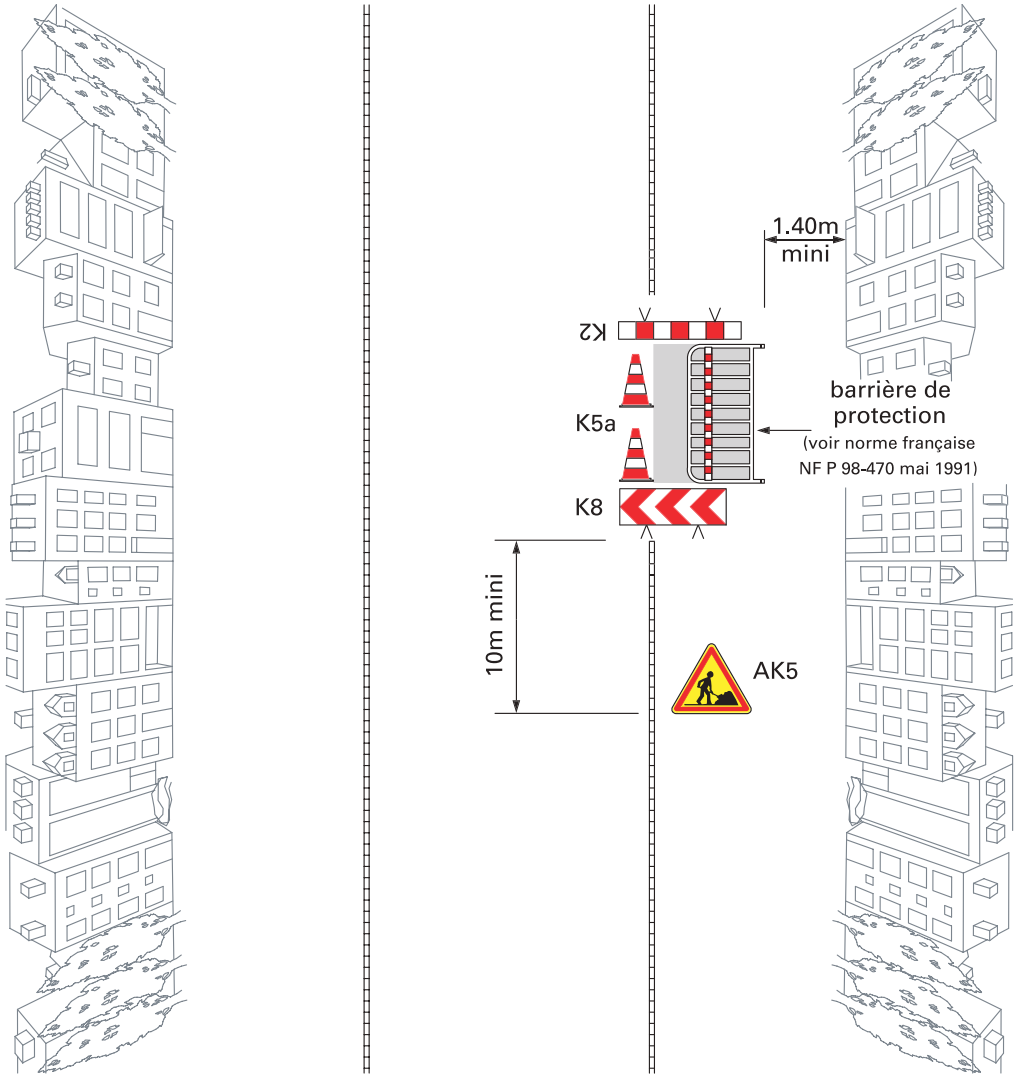 1.40m
mini
K2
barrière de
protection
(voir norme française
NF P 98-470 mai 1991)
K5a
K8
10m mini
AK5